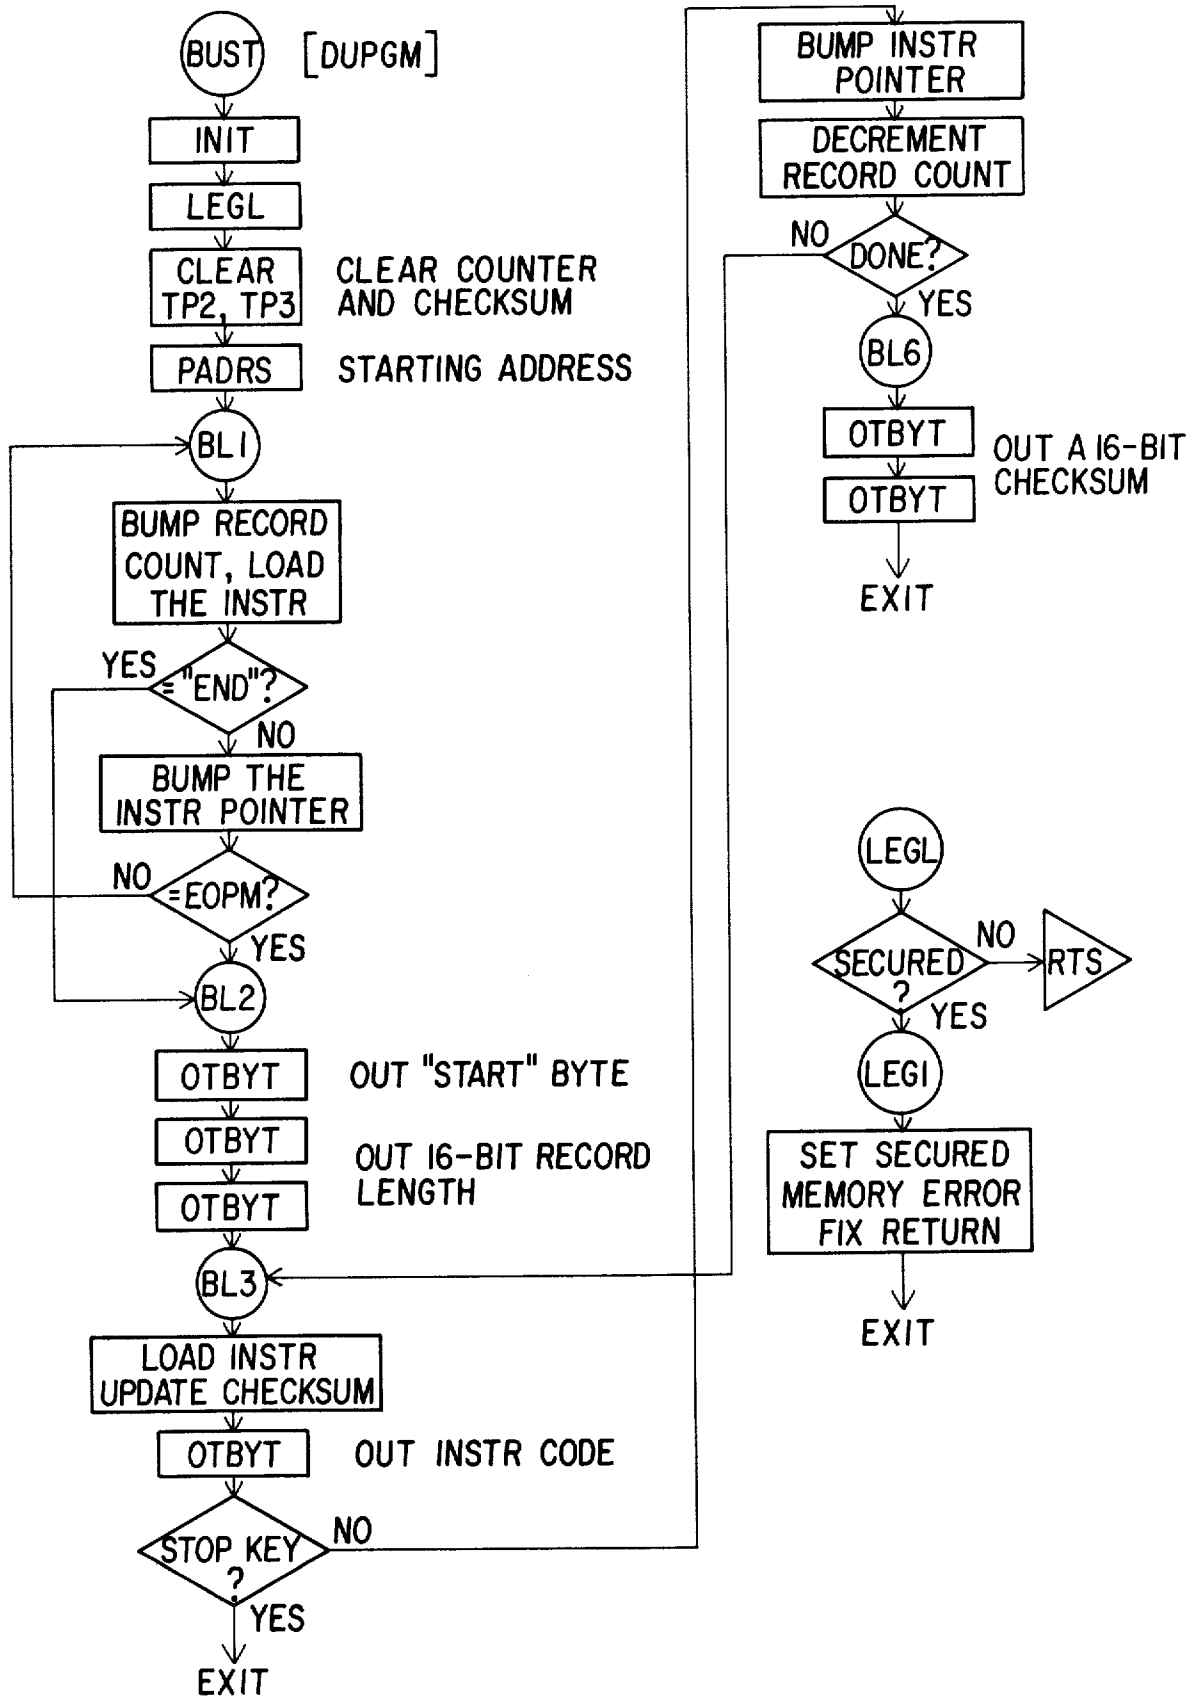 BUST [DUPGM]
INIT
LEGL
CLEAR
TP2, TP3
CLEAR COUNTER
AND CHECKSUM
PADRS
STARTING ADDRESS
BL1
BUMP RECORD
COUNT, LOAD
THE INSTR
YES
="END"?
NO
BUMP THE
INSTR POINTER
NO
=EOPM?
YES
BL2
OTBYT
OUT "START" BYTE
OTBYT
OUT 16-BIT RECORD
LENGTH
OTBYT
BL3
LOAD INSTR
UPDATE CHECKSUM
OTBYT
OUT INSTR CODE
STOP KEY
?
NO
YES
EXIT
BUMP INSTR
POINTER
DECREMENT
RECORD COUNT
NO
DONE?
YES
BL6
OTBYT
OUT A 16-BIT
CHECKSUM
OTBYT
EXIT
LEGL
SECURED
?
NO
RTS
YES
LEG1
SET SECURED
MEMORY ERROR
FIX RETURN
EXIT